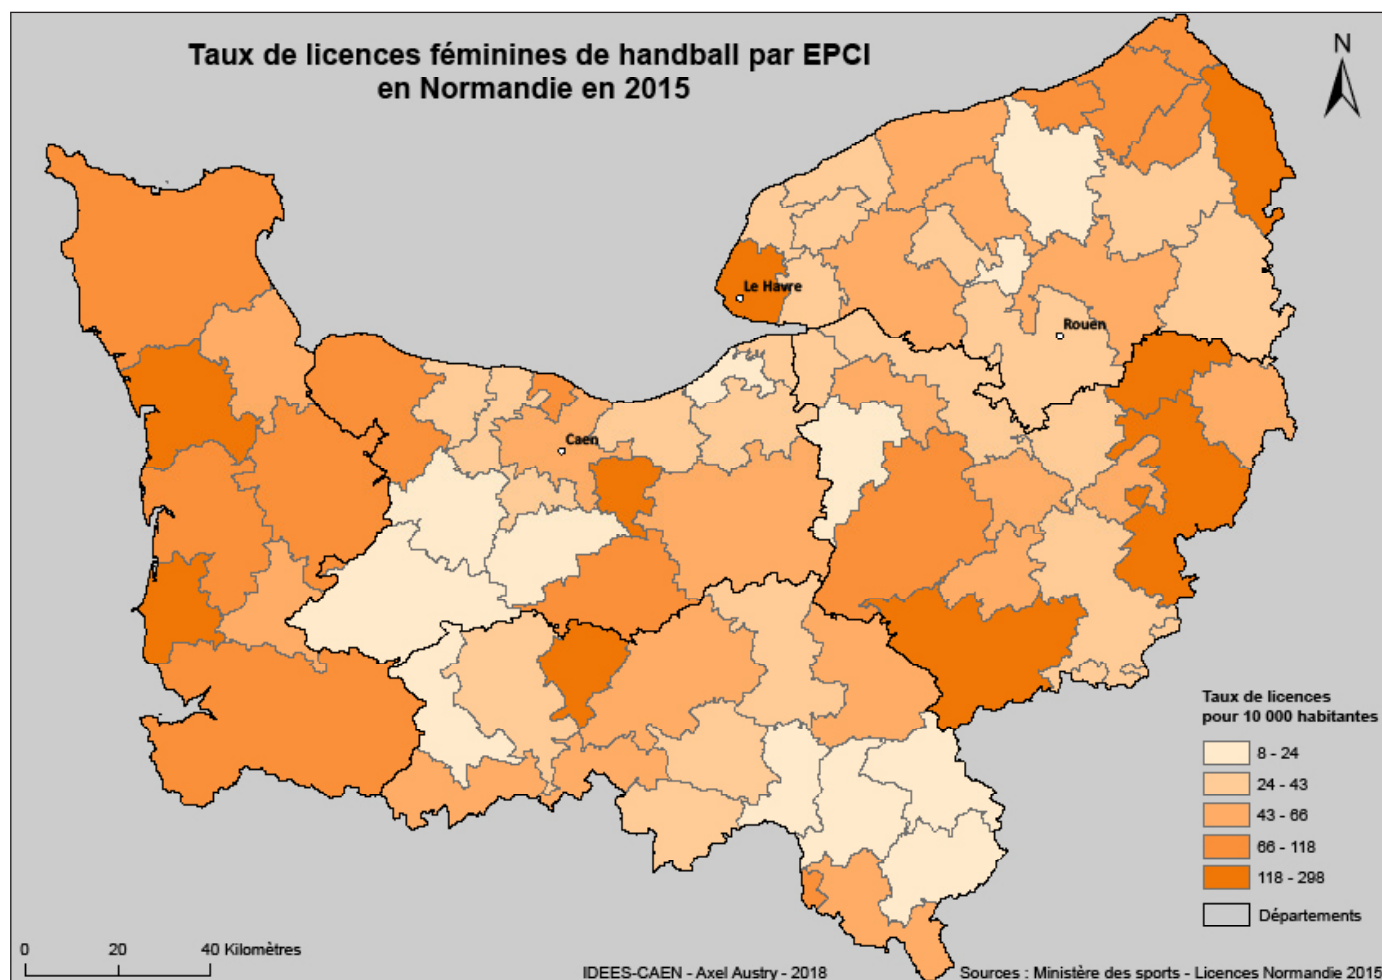 Taux de licences féminines de handball par EPCI
en Normandie en 2015
N
Le Havre
Rouen
Caen
Taux de licences
pour 10 000 habitantes
8 - 24
24 - 43
43 - 66
66 - 118
118 - 298
Départements
0 20 40 Kilomètres
IDEES-CAEN - Axel Austry - 2018
Sources : Ministère des sports - Licences Normandie 2015